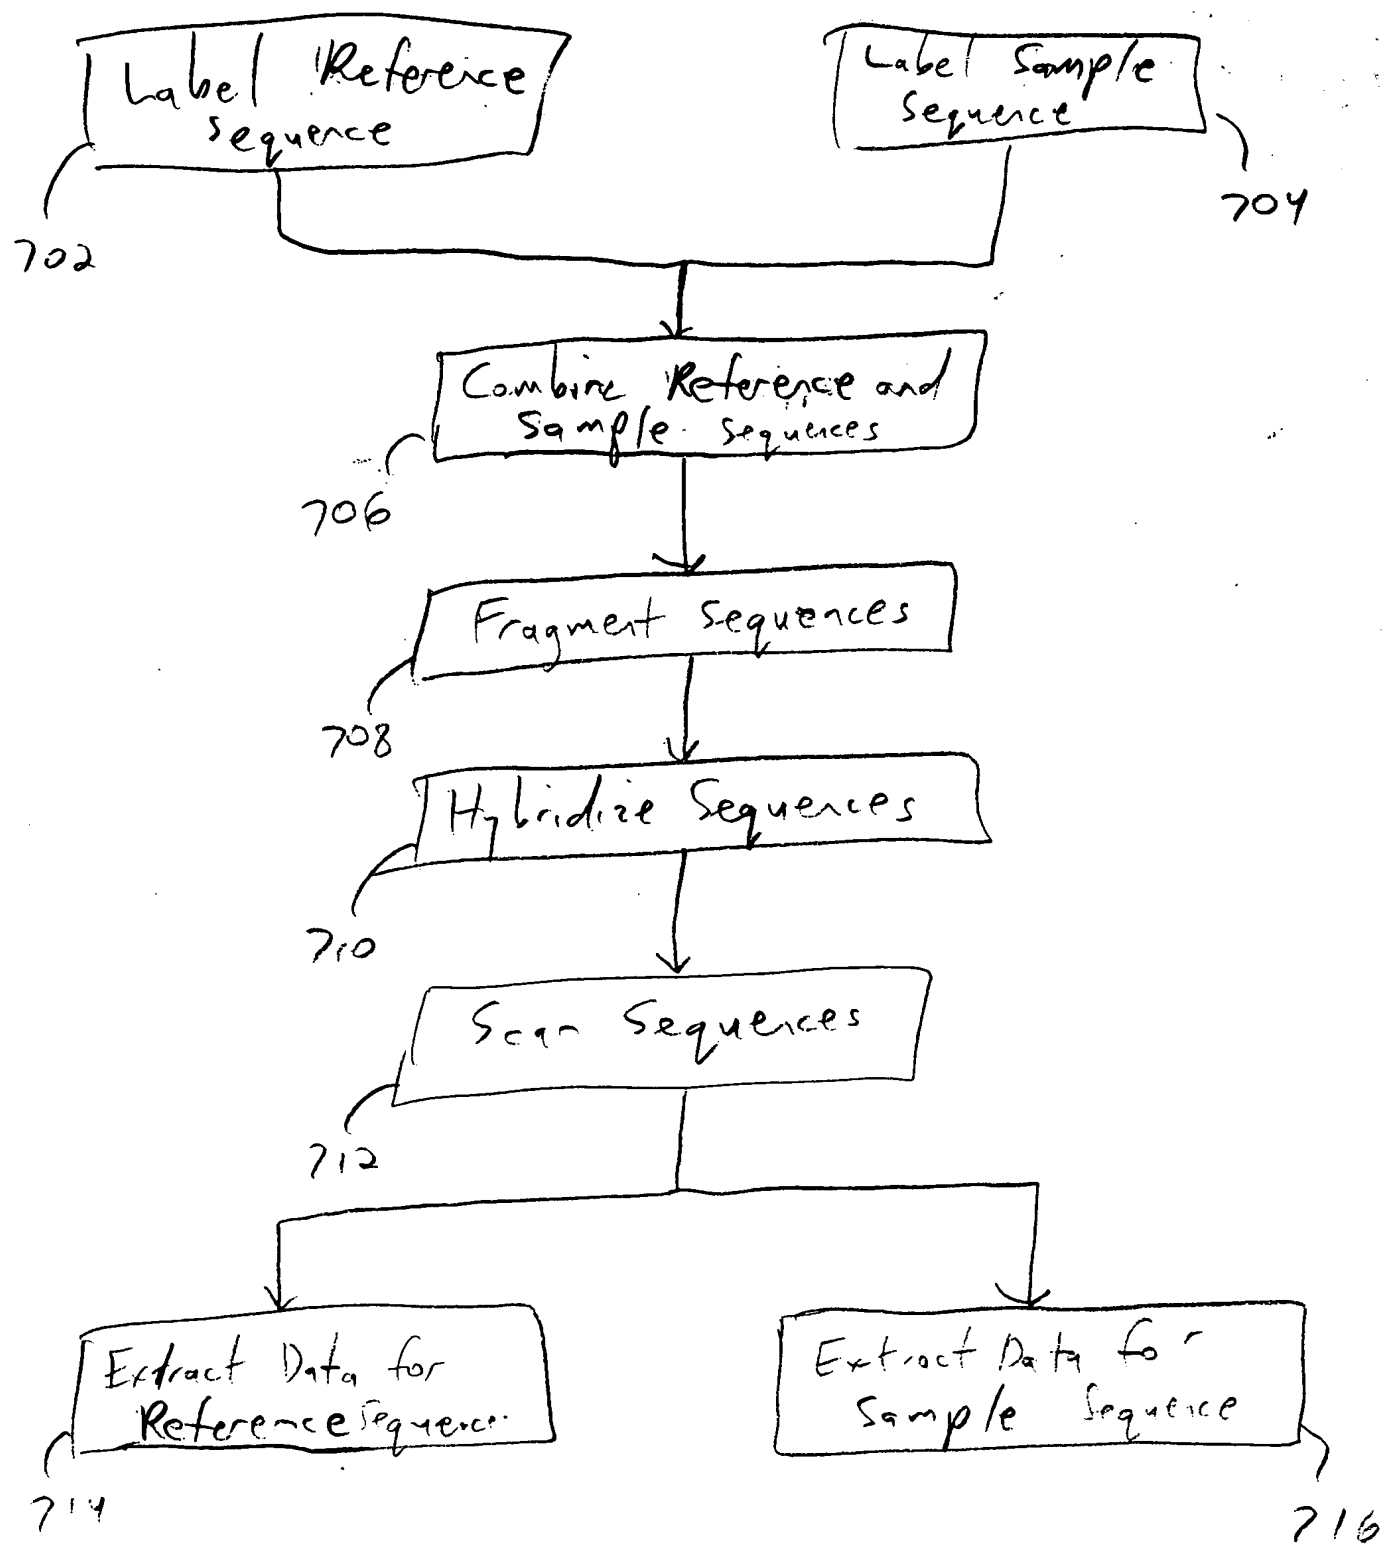 Label Reference
Sequence
Label Sample
Sequence
702
704
Combine Reference and
Sample Sequences
706
Fragment Sequences
708
Hybridize Sequences
710
Scan Sequences
712
Extract Data for
Reference Sequence
Extract Data for
Sample Sequence
714
716